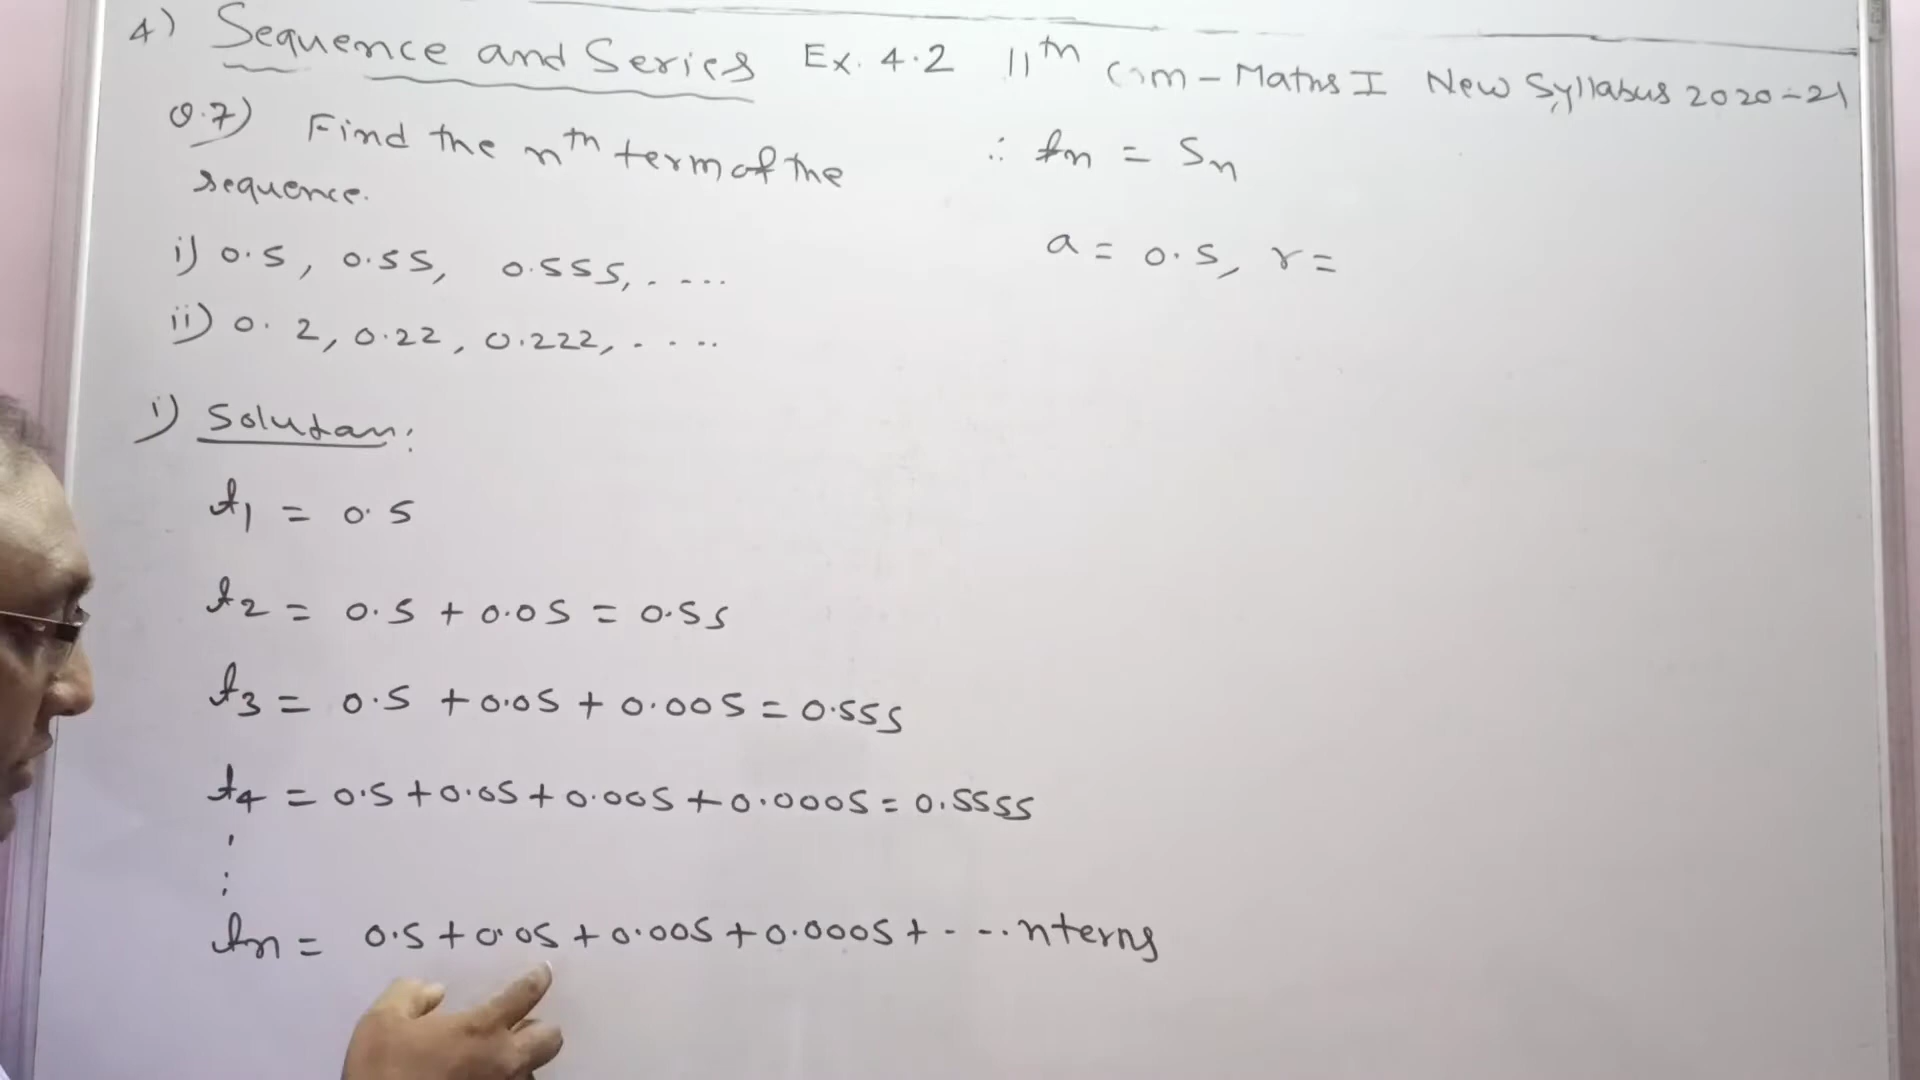 4) Sequence and Series Ex. 4.2 11th Com - Maths I New Syllabus 2020-21
Q.7) Find the nth term of the
sequence.
i) 0.5, 0.55, 0.555, .....
ii) 0.2, 0.22, 0.222, .....
i) Solution:
t1 = 0.5
t2 = 0.5 + 0.05 = 0.55
t3 = 0.5 + 0.05 + 0.005 = 0.555
t4 = 0.5 + 0.05 + 0.005 + 0.0005 = 0.5555
:
tn = 0.5 + 0.05 + 0.005 + 0.0005 + .... n terms
∴ tn = Sn
a = 0.5, r =